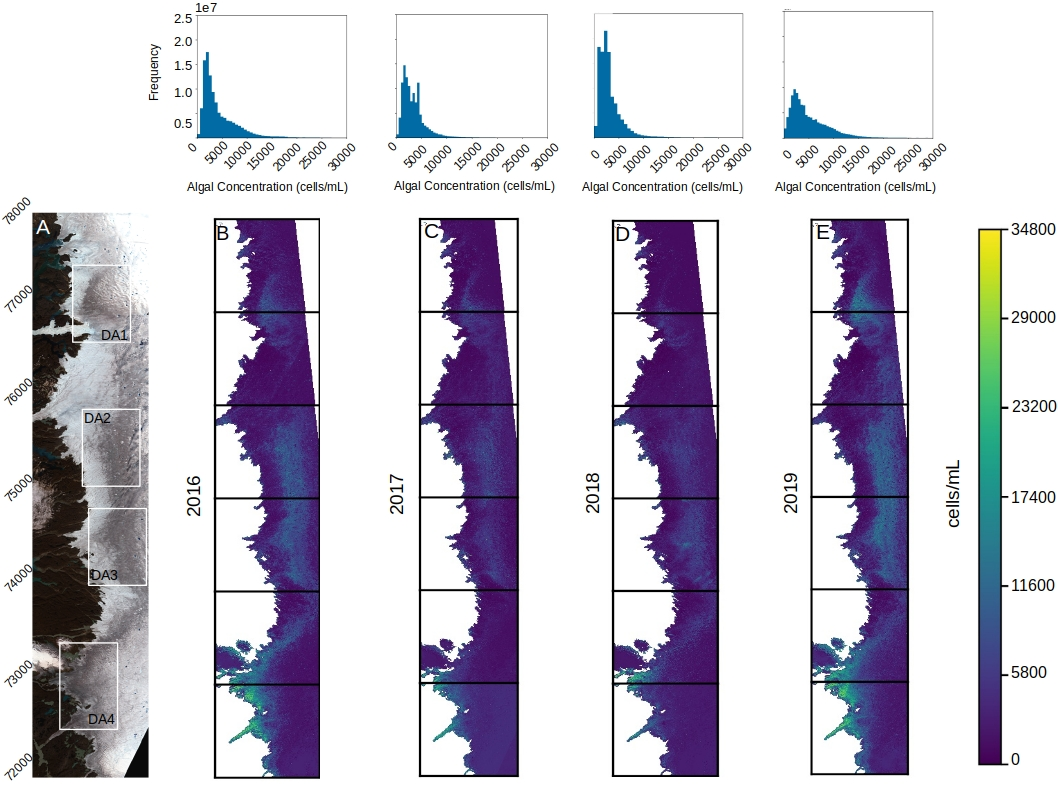 1e7
2.5
2.0
1.5
1.0
0.5
Frequency
0 5000 10000 15000 20000 25000 30000
0 5000 10000 15000 20000 25000 30000
0 5000 10000 15000 20000 25000 30000
0 5000 10000 15000 20000 25000 30000
Algal Concentration (cells/mL)
Algal Concentration (cells/mL)
Algal Concentration (cells/mL)
Algal Concentration (cells/mL)
78000
77000
76000
75000
74000
73000
72000
A
DA1
DA2
DA3
DA4
B
2016
C
2017
D
2018
E
2019
cells/mL
34800
29000
23200
17400
11600
5800
0